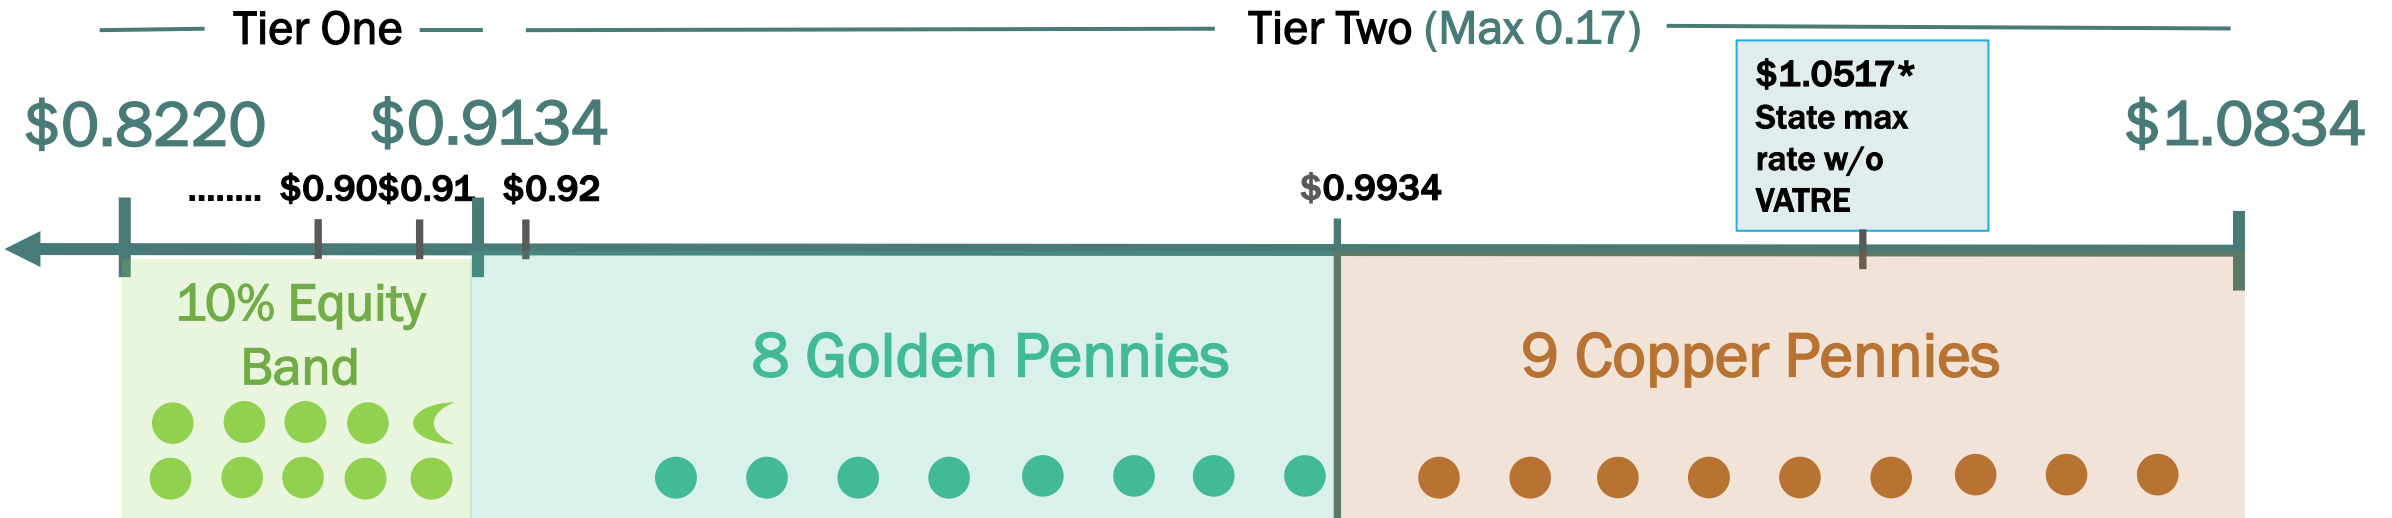 Tier One
Tier Two (Max 0.17)
$1.0517*
State max
rate w/o
VATRE
$0.8220
$0.9134
$1.0834
........ $0.90$0.91 $0.92
$0.9934
10% Equity
Band
8 Golden Pennies
9 Copper Pennies